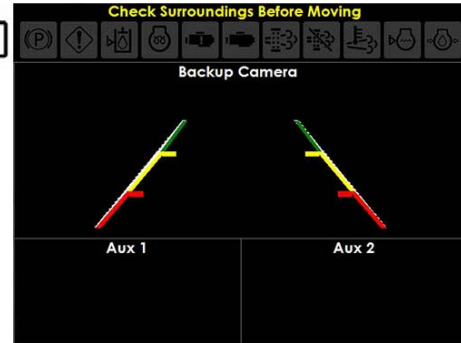 Check Surroundings Before Moving
(P)
Backup Camera
Aux 1
Aux 2